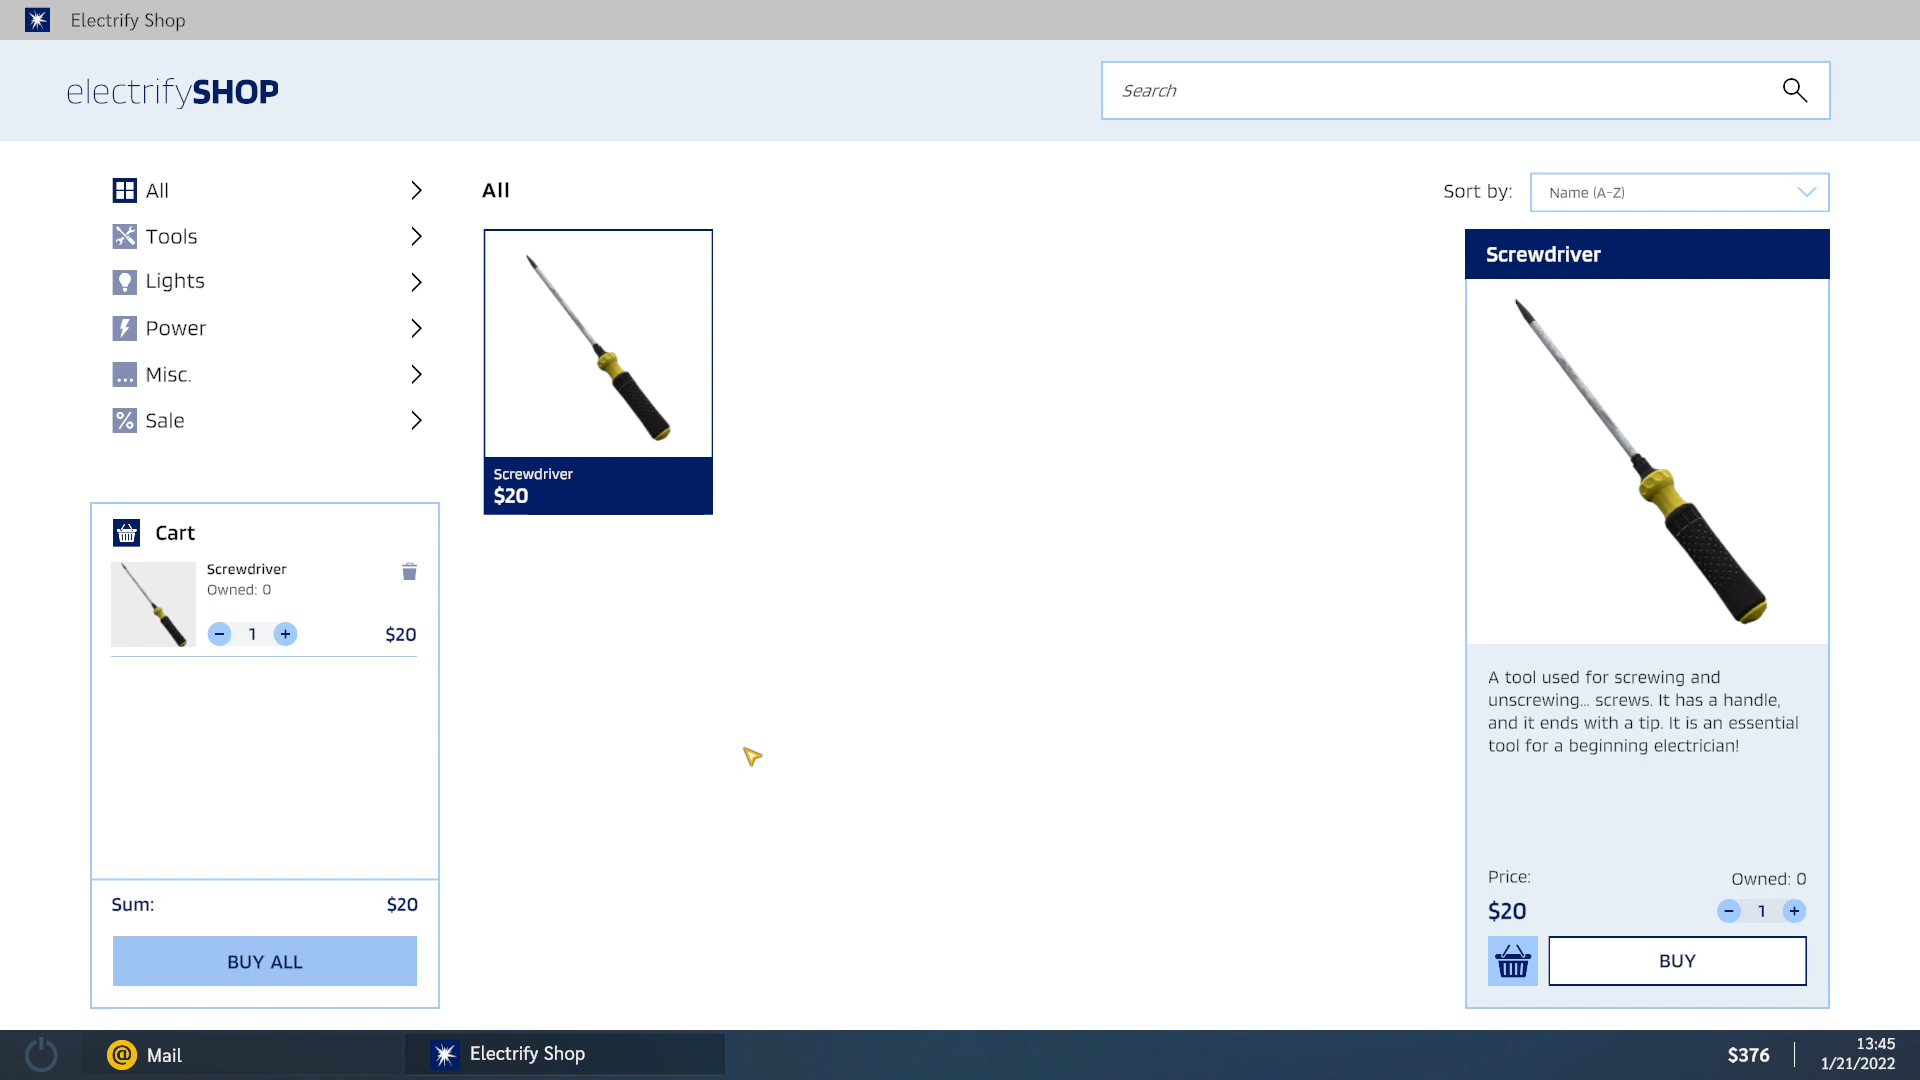 Electrify Shop
electrifySHOP
Search
All
Tools
Lights
Power
Misc.
Sale
All
Sort by:
Name (A-Z)
Screwdriver
$20
Cart
Screwdriver
Owned: 0
1
$20
Sum:
$20
BUY ALL
Screwdriver
A tool used for screwing and
unscrewing... screws. It has a handle,
and it ends with a tip. It is an essential
tool for a beginning electrician!
Price:
Owned: 0
$20
1
BUY
Mail
Electrify Shop
$376
13:45
1/21/2022